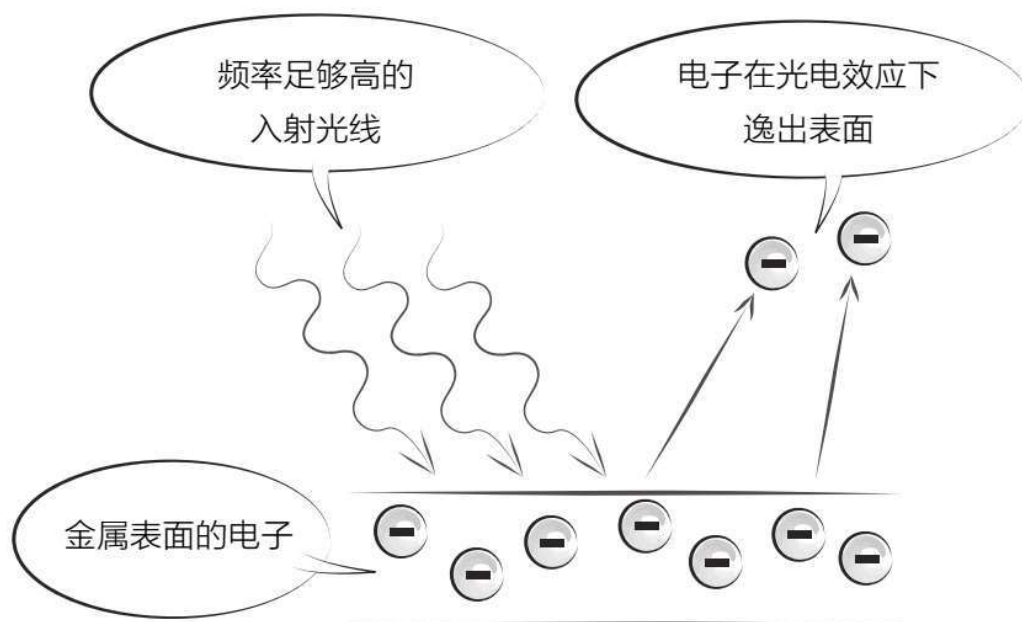 频率足够高的
入射光线
电子在光电效应下
逸出表面
金属表面的电子